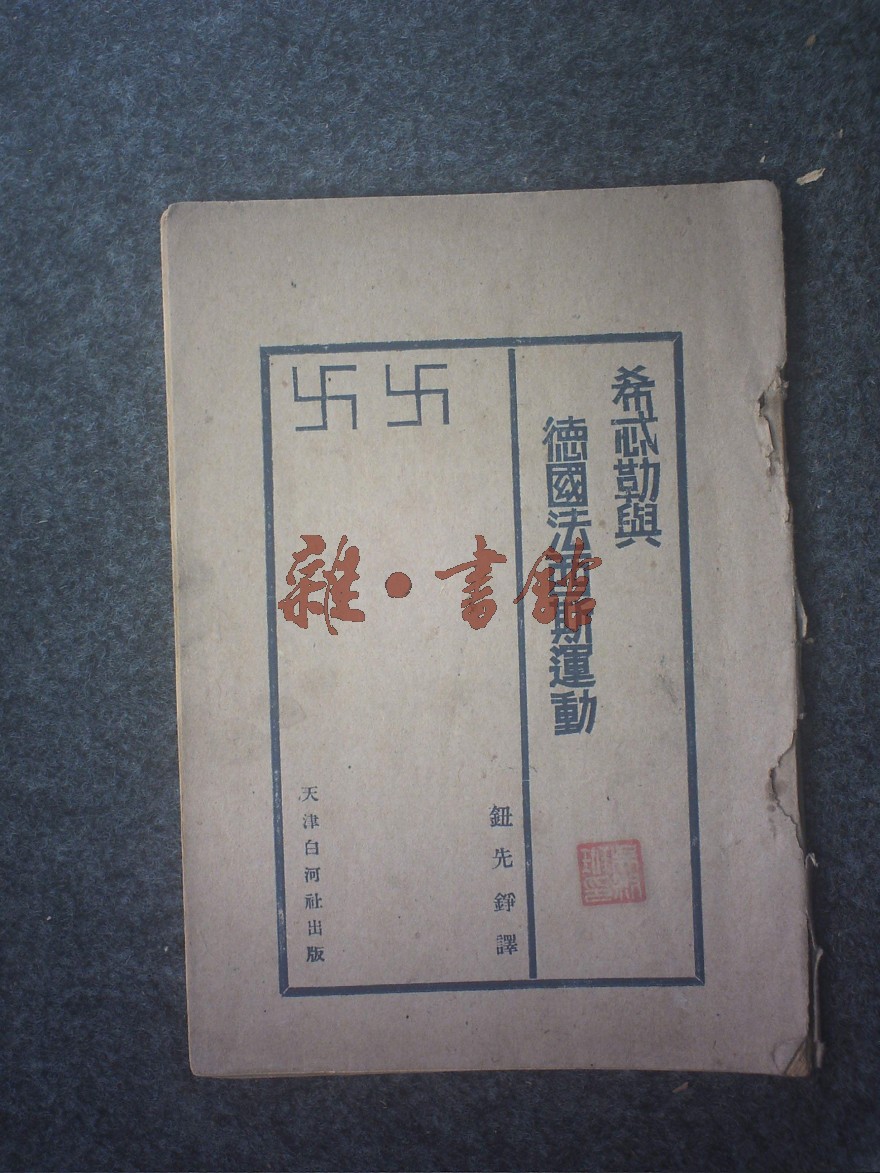 希忒勒與
德國法西斯運動
鈕先錚譯
天津白河社出版
雜·書館